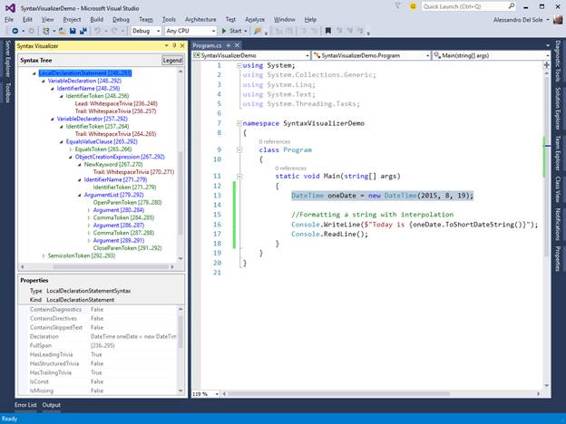 SyntaxVisualizerDemo - Microsoft Visual Studio
Quick Launch (Ctrl+Q)
File Edit View Project Build Debug Team Tools
Architecture Test Analyze Window Help
Alessandro Del Sole
Debug Any CPU Start
Server Explorer
Toolbox
Syntax Visualizer
Syntax Tree
Legend
LocalDeclarationStatement [248..293)
VariableDeclaration [248..292)
IdentifierName [248..256)
IdentifierToken [248..256)
Lead: WhitespaceTrivia [236..248)
Trail: WhitespaceTrivia [256..257)
VariableDeclarator [257..292)
IdentifierToken [257..264)
Trail: WhitespaceTrivia [264..265)
EqualsValueClause [265..292)
EqualsToken [265..266)
ObjectCreationExpression [267..292)
NewKeyword [267..270)
Trail: WhitespaceTrivia [270..271)
IdentifierName [271..279)
IdentifierToken [271..279)
ArgumentList [279..292)
OpenParenToken [279..280)
Argument [280..284)
CommaToken [284..285)
Argument [286..287)
CommaToken [287..288)
Argument [289..291)
CloseParenToken [291..292)
SemicolonToken [292..293)
Properties
Type LocalDeclarationStatementSyntax
Kind LocalDeclarationStatement
ContainsDiagnostics False
ContainsDirectives False
ContainsSkippedText False
Declaration DateTime oneDate = new DateTim
FullSpan [236..295)
HasLeadingTrivia True
HasStructuredTrivia False
HasTrailingTrivia True
IsConst False
IsMissing False
Program.cs
SyntaxVisualizerDemo
SyntaxVisualizerDemo.Program
Main(string[] args)
1 using System;
2 using System.Collections.Generic;
3 using System.Linq;
4 using System.Text;
5 using System.Threading.Tasks;
6
7 namespace SyntaxVisualizerDemo
8 {
0 references
9 class Program
10 {
0 references
11 static void Main(string[] args)
12 {
13 DateTime oneDate = new DateTime(2015, 8, 19);
14
15 //Formatting a string with interpolation
16 Console.WriteLine($"Today is {oneDate.ToShortDateString()}");
17 Console.ReadLine();
18 }
19 }
20 }
21
119 %
Diagnostic Tools
Solution Explorer
Team Explorer
Class View
Notifications
Properties
Error List Output
Ready